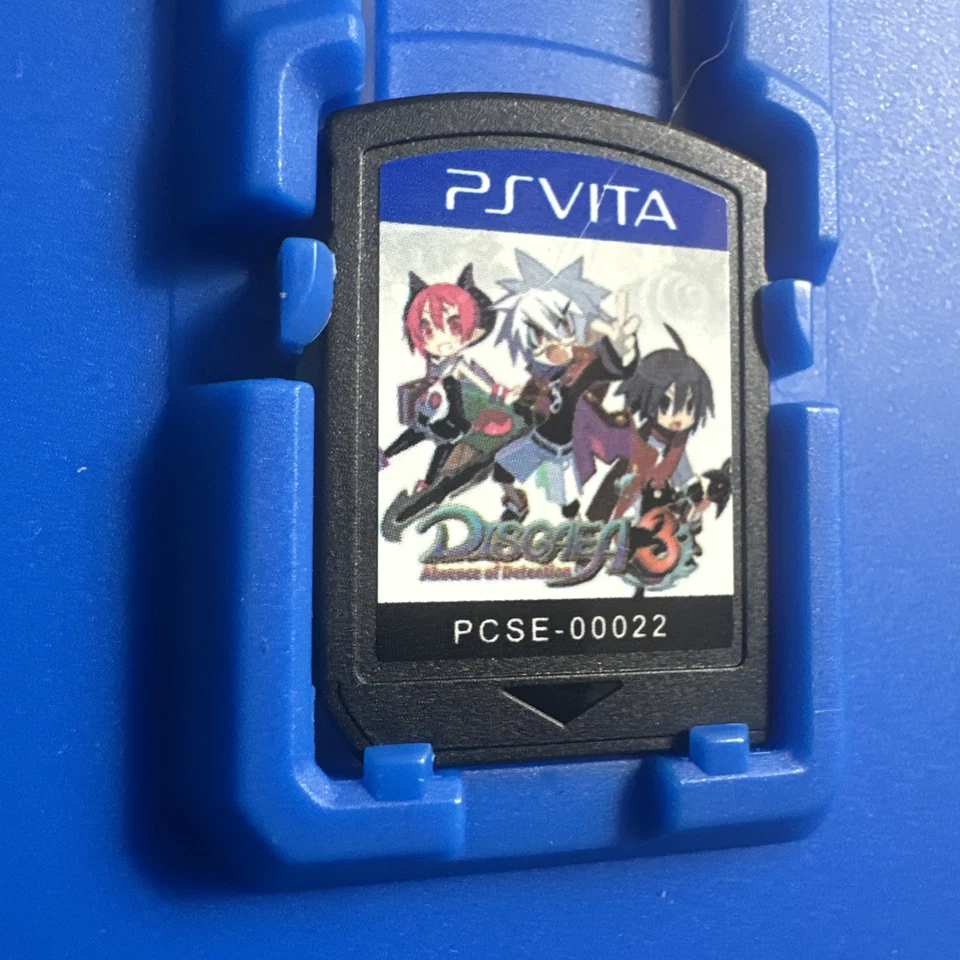 PSVITA
DISGAEA 3
Absence of Detention
PCSE-00022